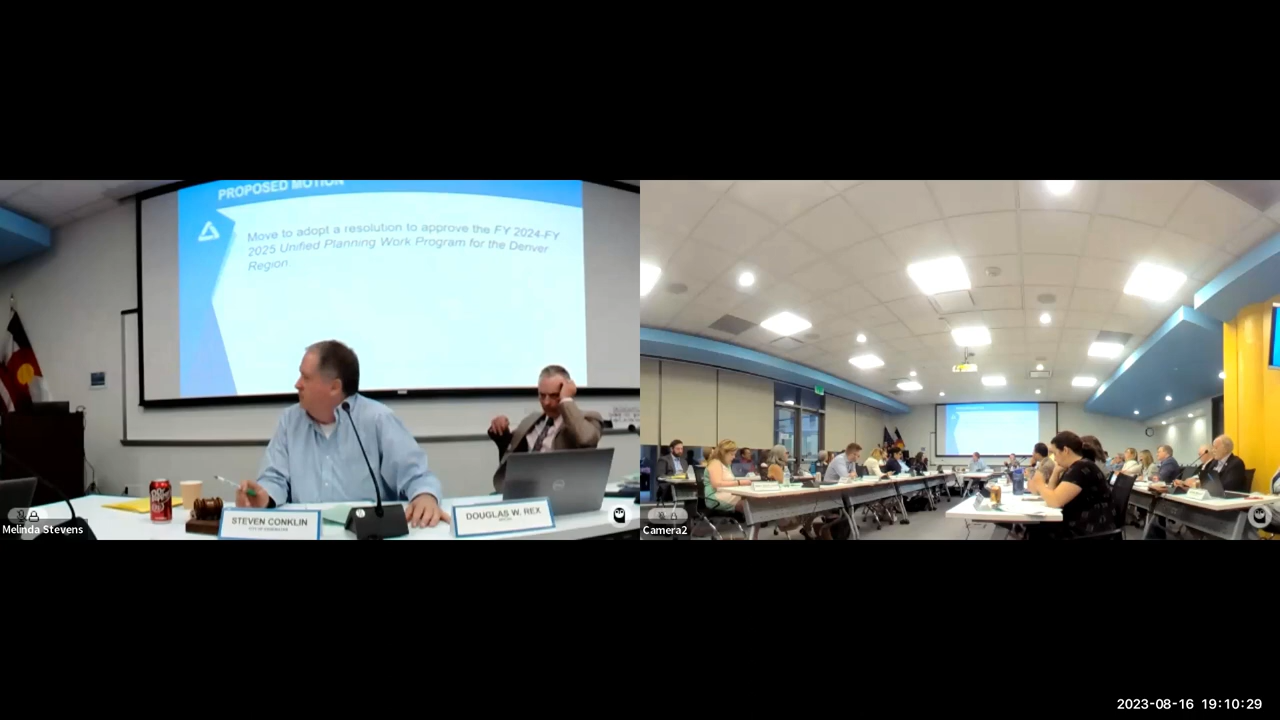 PROPOSED MOTION
Move to adopt a resolution to approve the FY 2024-FY
2025 Unified Planning Work Program for the Denver
Region
STEVEN CONKLIN
DOUGLAS W. REX
Melinda Stevens
Camera2
2023-08-16 19:10:29